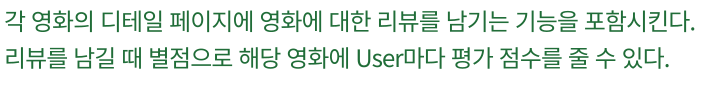 각 영화의 디테일 페이지에 영화에 대한 리뷰를 남기는 기능을 포함시킨다.
리뷰를 남길 때 별점으로 해당 영화에 User마다 평가 점수를 줄 수 있다.